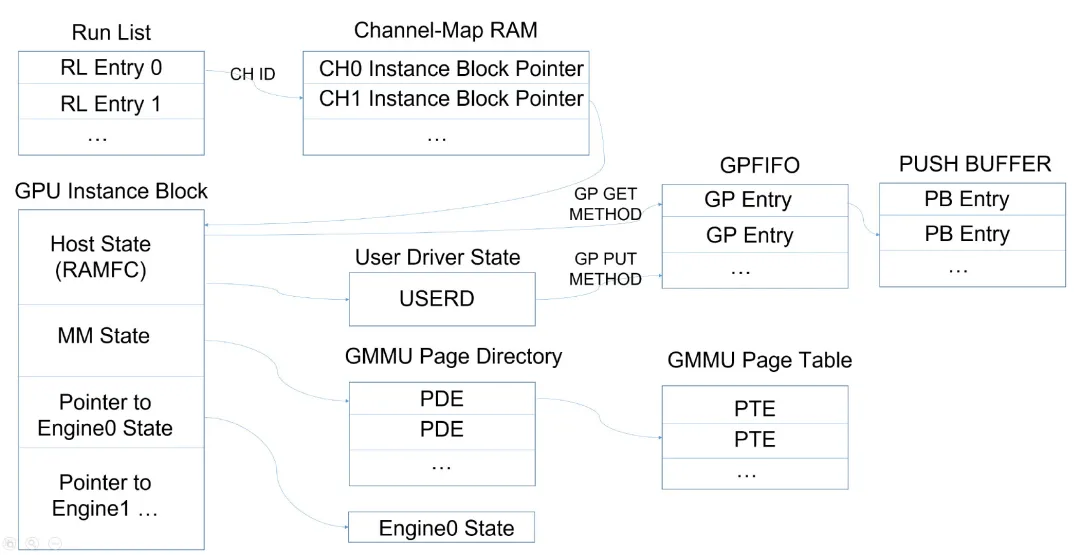 Run List
RL Entry 0
RL Entry 1
...
CH ID
Channel-Map RAM
CH0 Instance Block Pointer
CH1 Instance Block Pointer
...
GPU Instance Block
Host State
(RAMFC)
MM State
Pointer to
Engine0 State
Pointer to
Engine1 ...
GP GET
METHOD
GPFIFO
GP Entry
GP Entry
...
PUSH BUFFER
PB Entry
PB Entry
...
User Driver State
USERD
GP PUT
METHOD
GMMU Page Directory
PDE
PDE
...
GMMU Page Table
PTE
PTE
...
Engine0 State